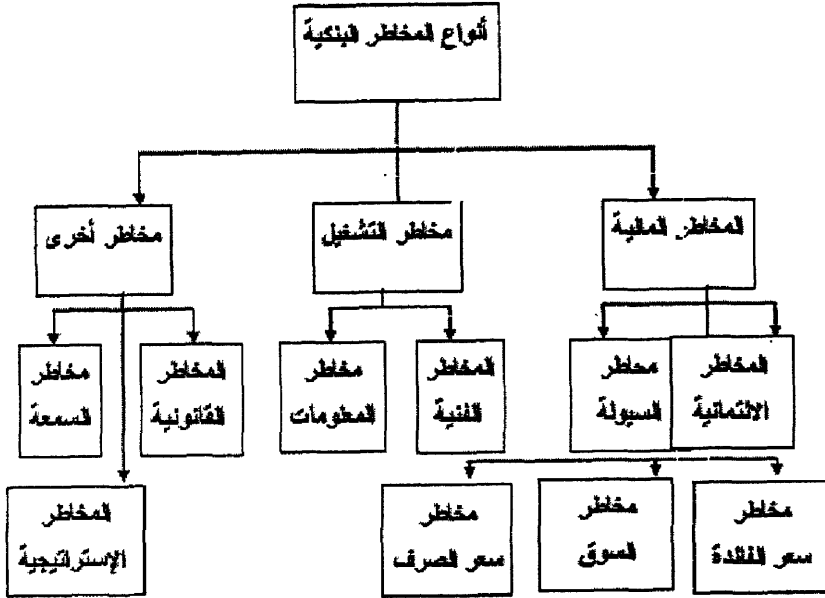 أنواع المخاطر البنكية
المخاطر المالية
مخاطر التشغيل
مخاطر أخرى
المخاطر
الائتمانية
مخاطر
السيولة
المخاطر
الفنية
مخاطر
المعلومات
المخاطر
القانونية
مخاطر
السمعة
مخاطر
سعر الفائدة
مخاطر
السوق
مخاطر
سعر الصرف
المخاطر
الإستراتيجية